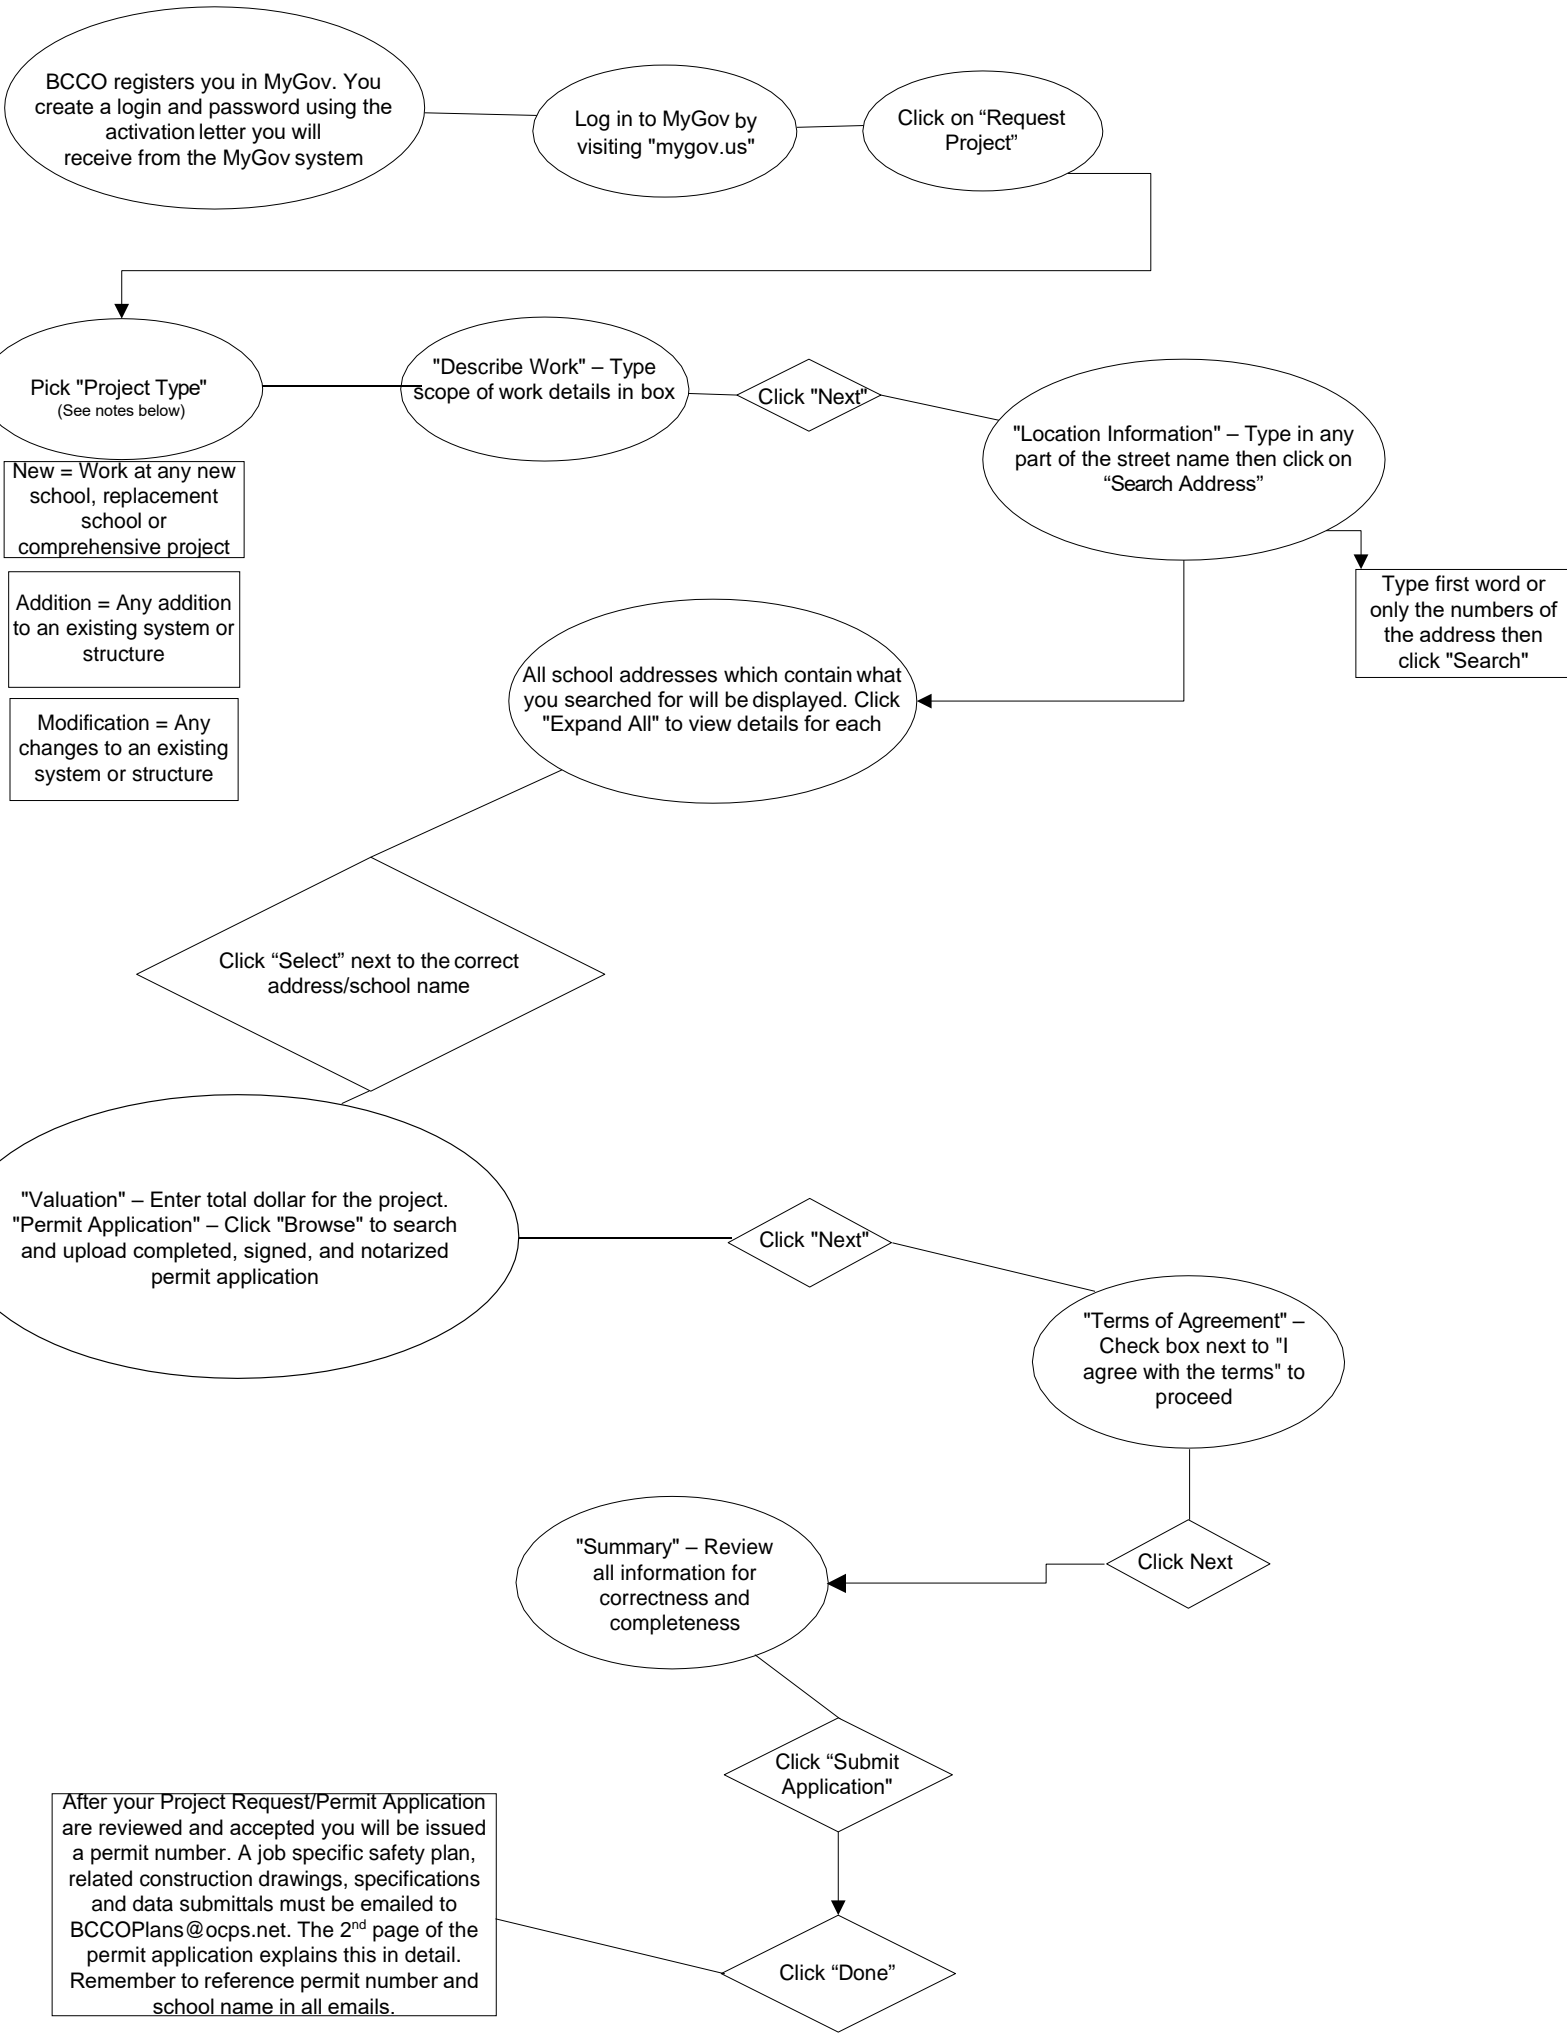 BCCO registers you in MyGov. You
create a login and password using the
activation letter you will
receive from the MyGov system
Log in to MyGov by
visiting "mygov.us"
Click on “Request
Project”
Pick "Project Type"
(See notes below)
"Describe Work" – Type
scope of work details in box
Click "Next"
"Location Information" – Type in any
part of the street name then click on
“Search Address”
New = Work at any new
school, replacement
school or
comprehensive project
Addition = Any addition
to an existing system or
structure
Modification = Any
changes to an existing
system or structure
Type first word or
only the numbers of
the address then
click "Search"
All school addresses which contain what
you searched for will be displayed. Click
"Expand All" to view details for each
Click “Select” next to the correct
address/school name
"Valuation" – Enter total dollar for the project.
"Permit Application" – Click "Browse" to search
and upload completed, signed, and notarized
permit application
Click "Next"
"Terms of Agreement" –
Check box next to "I
agree with the terms" to
proceed
Click Next
"Summary" – Review
all information for
correctness and
completeness
Click “Submit
Application"
Click “Done”
After your Project Request/Permit Application
are reviewed and accepted you will be issued
a permit number. A job specific safety plan,
related construction drawings, specifications
and data submittals must be emailed to
BCCOPlans@ocps.net. The 2nd page of the
permit application explains this in detail.
Remember to reference permit number and
school name in all emails.